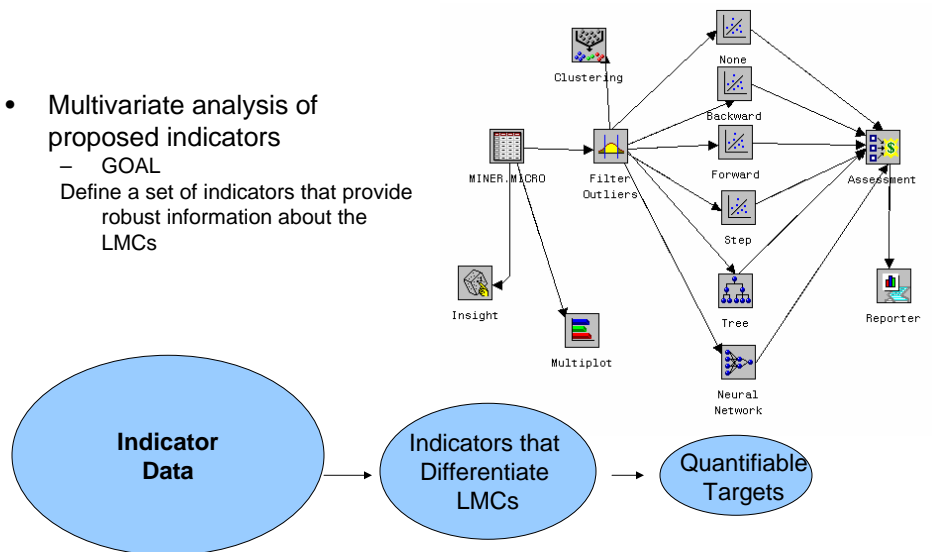 • Multivariate analysis of
proposed indicators
– GOAL
Define a set of indicators that provide
robust information about the
LMCs
None
Clustering
Backward
MINER.MICRO
Filter
Outliers
Forward
Assessment
Step
Insight
Tree
Reporter
Multiplot
Neural
Network
Indicator
Data
Indicators that
Differentiate
LMCs
Quantifiable
Targets